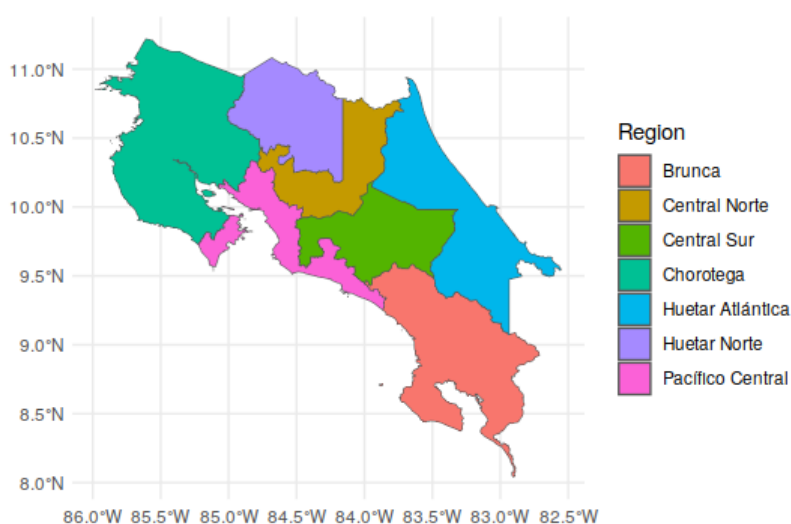 11.0°N
10.5°N
10.0°N
9.5°N
9.0°N
8.5°N
8.0°N
86.0°W 85.5°W 85.0°W 84.5°W 84.0°W 83.5°W 83.0°W 82.5°W
Region
Brunca
Central Norte
Central Sur
Chorotega
Huetar Atlántica
Huetar Norte
Pacífico Central